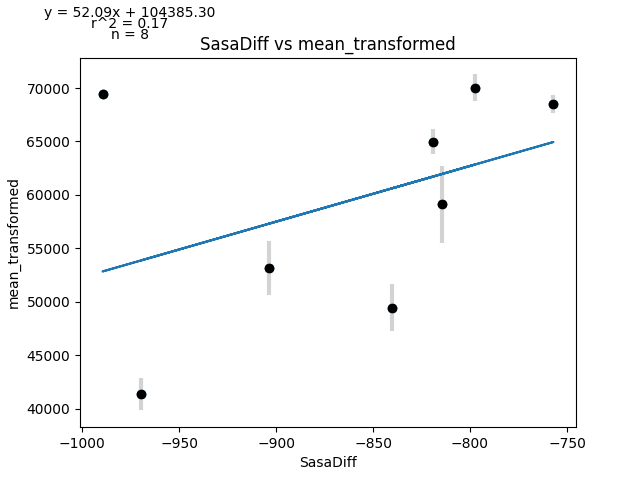 y = 52.09x + 104385.30
r^2 = 0.17
n = 8
SasaDiff vs mean_transformed
70000
65000
60000
55000
50000
45000
40000
mean_transformed
−1000 −950 −900 −850 −800 −750
SasaDiff